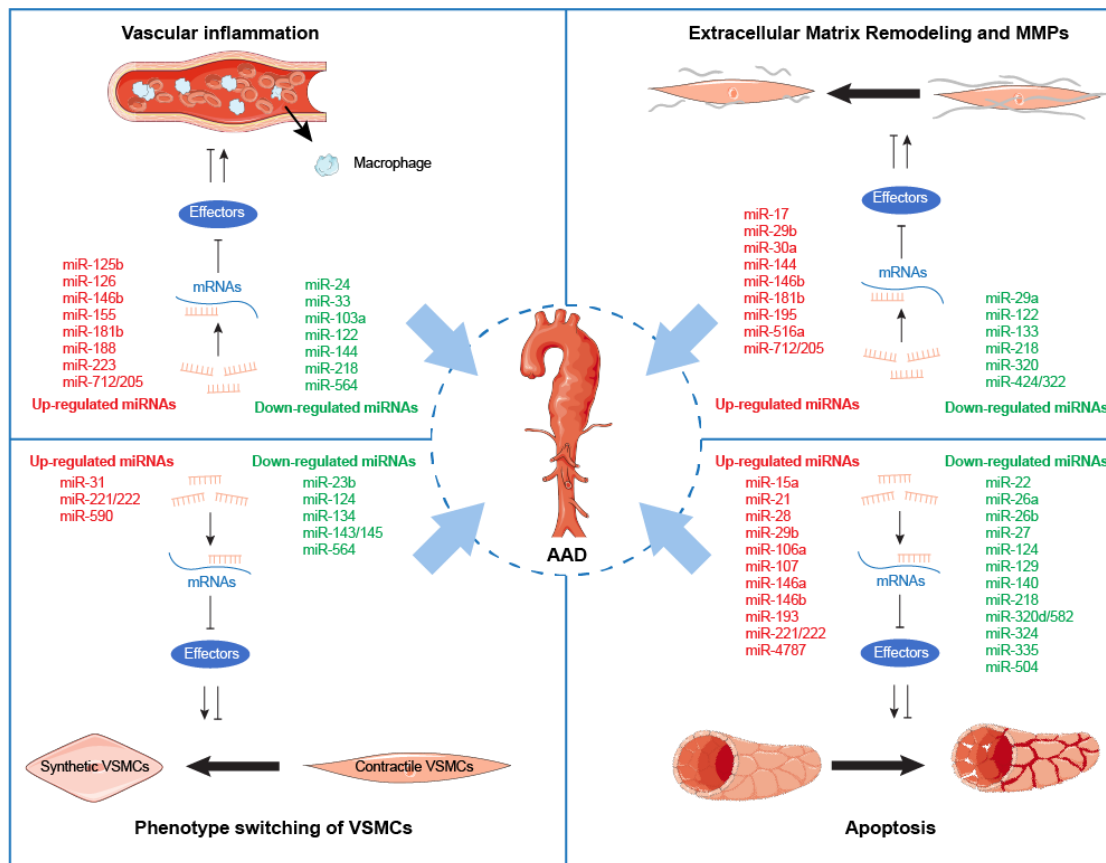 Vascular inflammation
Macrophage
Effectors
mRNAs
miR-125b
miR-126
miR-146b
miR-155
miR-181b
miR-188
miR-223
miR-712/205
Up-regulated miRNAs
miR-24
miR-33
miR-103a
miR-122
miR-144
miR-218
miR-564
Down-regulated miRNAs
Extracellular Matrix Remodeling and MMPs
Effectors
mRNAs
miR-17
miR-29b
miR-30a
miR-144
miR-146b
miR-181b
miR-195
miR-516a
miR-712/205
Up-regulated miRNAs
miR-29a
miR-122
miR-133
miR-218
miR-320
miR-424/322
Down-regulated miRNAs
AAD
Up-regulated miRNAs
miR-31
miR-221/222
miR-590
Down-regulated miRNAs
miR-23b
miR-124
miR-134
miR-143/145
miR-564
mRNAs
Effectors
Synthetic VSMCs
Contractile VSMCs
Phenotype switching of VSMCs
Up-regulated miRNAs
miR-15a
miR-21
miR-28
miR-29b
miR-106a
miR-107
miR-146a
miR-146b
miR-193
miR-221/222
miR-4787
Down-regulated miRNAs
miR-22
miR-26a
miR-26b
miR-27
miR-124
miR-129
miR-140
miR-218
miR-320d/582
miR-324
miR-335
miR-504
mRNAs
Effectors
Apoptosis